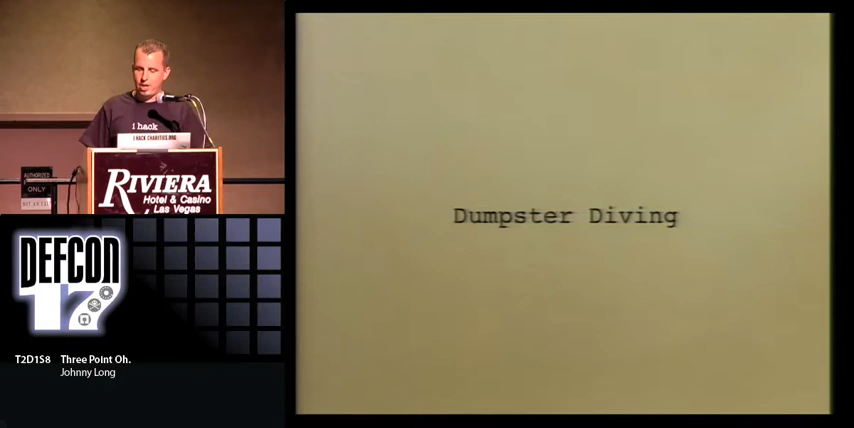 i hack
I HACK CHARITIES.ORG
AUTHORIZED
ONLY
RIVIERA
Hotel & Casino
Las Vegas
DEFCON
17
T2D1S8 Three Point Oh.
Johnny Long
Dumpster Diving